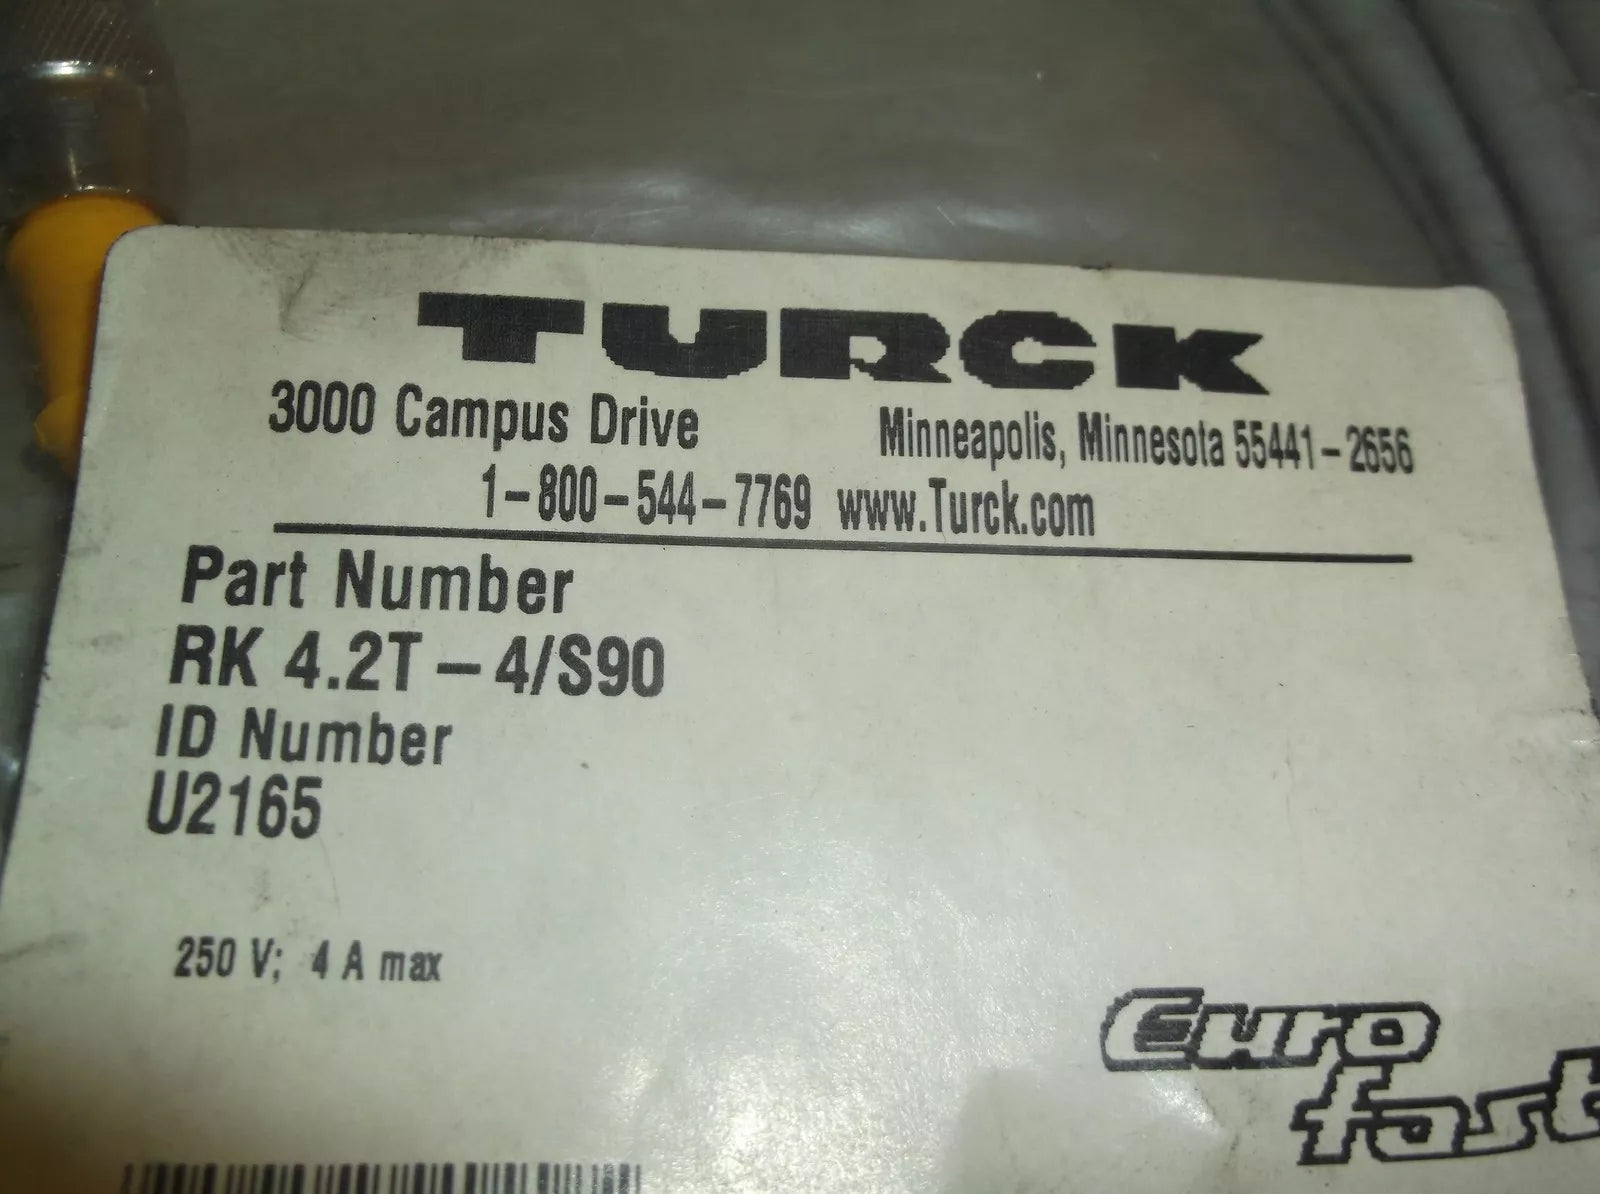 TURCK
3000 Campus Drive Minneapolis, Minnesota 55441-2656
1-800-544-7769 www.Turck.com
Part Number
RK 4.2T - 4/S90
ID Number
U2165
250 V; 4 A max
Euro
fast